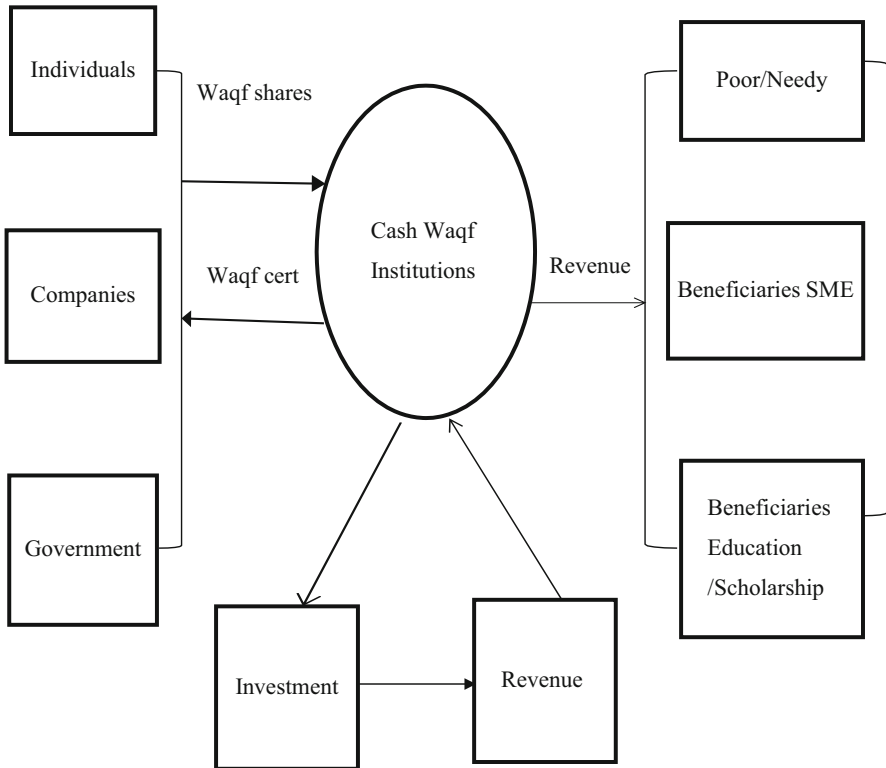 Individuals
Waqf shares
Poor/Needy
Cash Waqf
Institutions
Waqf cert
Revenue
Companies
Beneficiaries SME
Government
Beneficiaries
Education
/Scholarship
Investment
Revenue